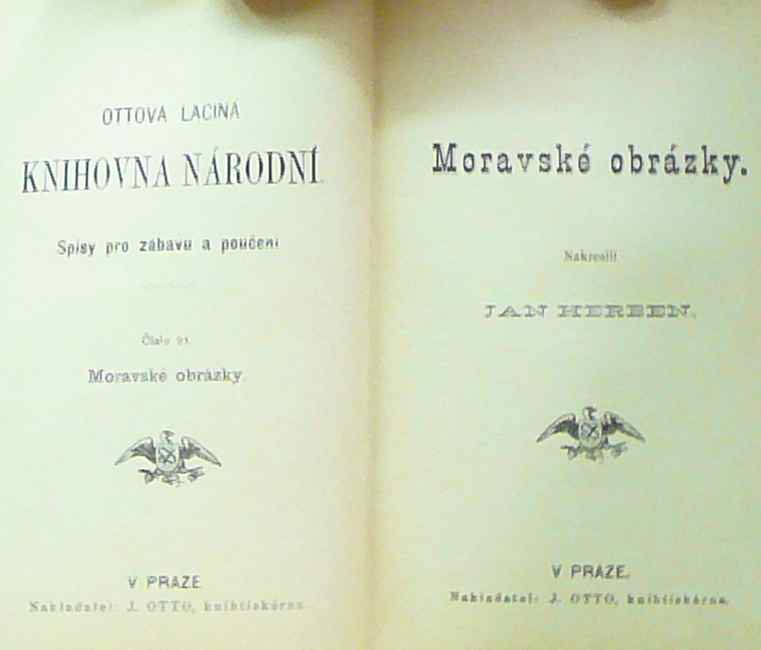 OTTOVA LACINÁ
KNIHOVNA NÁRODNÍ.
Spisy pro zábavu a poučení
Číslo
Moravské obrázky.
V PRAZE.
Nakladatel: J. OTTO, knihtiskárna.
Moravské obrázky.
Nakreslil
JAN HERBEN.
V PRAZE.
Nakladatel: J. OTTO, knihtiskárna.